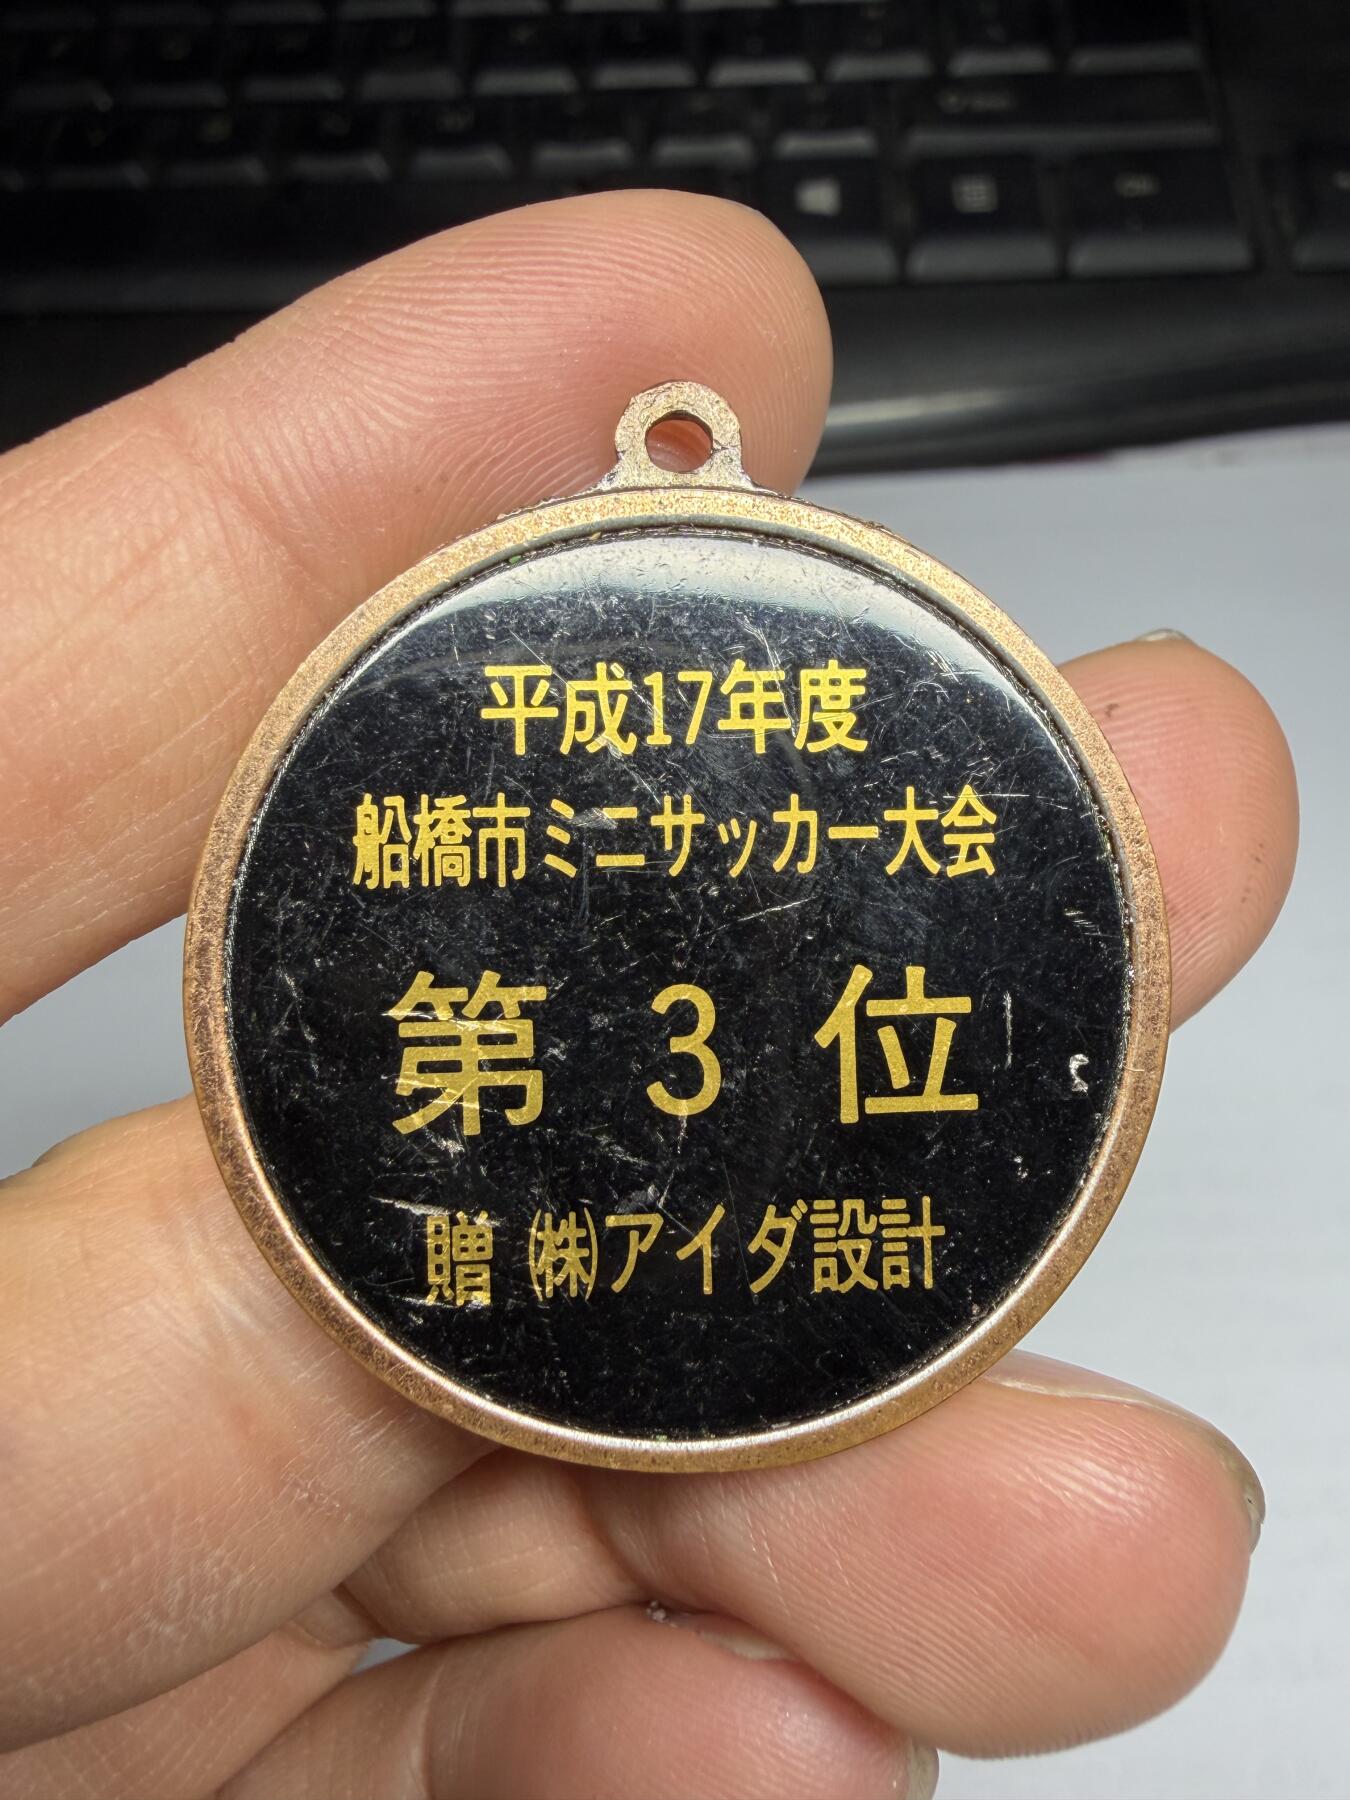 平成17年度
船橋市ミニサッカー大会
第 3 位
贈 ㈱アイダ設計